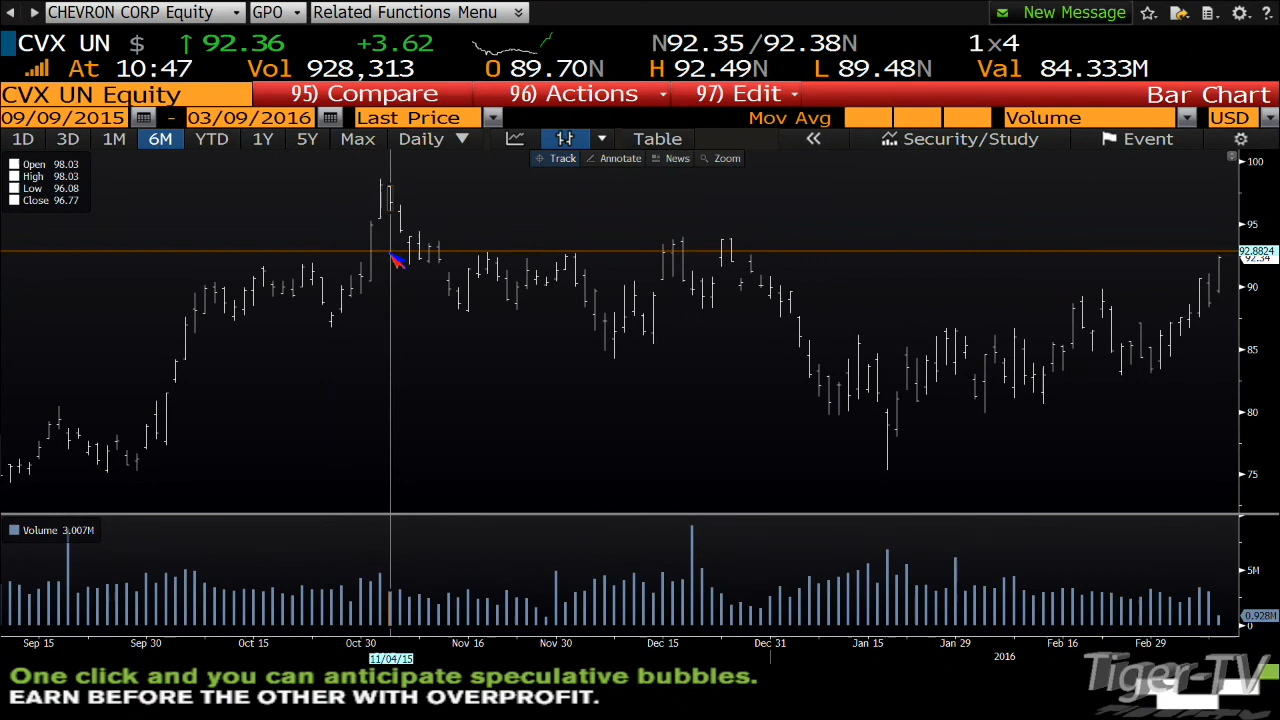 CHEVRON CORP Equity GPO Related Functions Menu New Message
CVX UN $ ↑ 92.36 +3.62 N92.35 /92.38N 1x4
At 10:47 Vol 928,313 O 89.70N H 92.49N L 89.48N Val 84.333M
CVX UN Equity 95) Compare 96) Actions 97) Edit Bar Chart
09/09/2015 - 03/09/2016 Last Price Mov Avg Volume USD
1D 3D 1M 6M YTD 1Y 5Y Max Daily Table Security/Study Event
Track Annotate News Zoom
Open 98.03
High 98.03
Low 96.08
Close 96.77
100
95
92.8824
92.34
90
85
80
75
Volume 3.007M
5M
0.928M
0
Sep 15 Sep 30 Oct 15 Oct 30 Nov 16 Nov 30 Dec 15 Dec 31 Jan 15 Jan 29 Feb 16 Feb 29
11/04/15 2016
One click and you can anticipate speculative bubbles.
EARN BEFORE THE OTHER WITH OVERPROFIT.
Tiger-TV